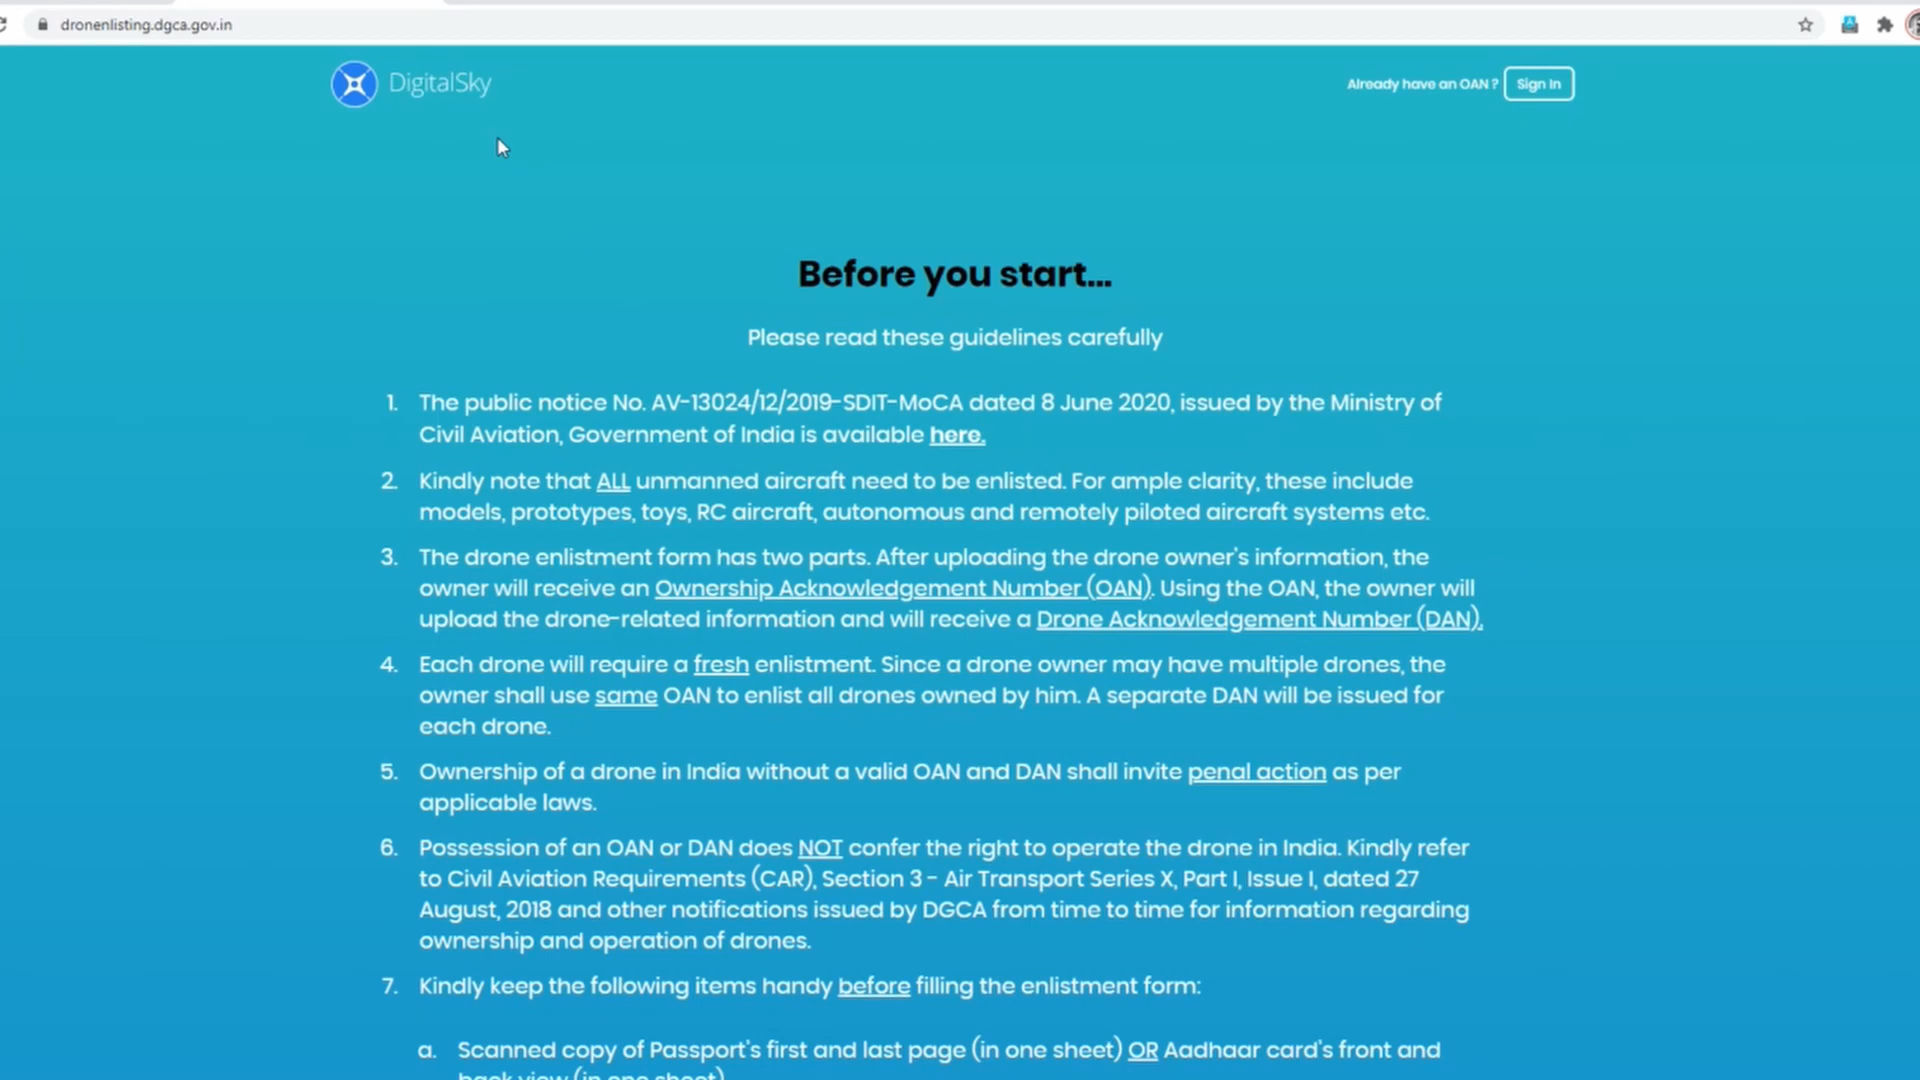 dronenlisting.dgca.gov.in
DigitalSky
Already have an OAN ? Sign In
Before you start...
Please read these guidelines carefully
1. The public notice No. AV-13024/12/2019-SDIT-MoCA dated 8 June 2020, issued by the Ministry of
Civil Aviation, Government of India is available here.
2. Kindly note that ALL unmanned aircraft need to be enlisted. For ample clarity, these include
models, prototypes, toys, RC aircraft, autonomous and remotely piloted aircraft systems etc.
3. The drone enlistment form has two parts. After uploading the drone owner's information, the
owner will receive an Ownership Acknowledgement Number (OAN). Using the OAN, the owner will
upload the drone-related information and will receive a Drone Acknowledgement Number (DAN).
4. Each drone will require a fresh enlistment. Since a drone owner may have multiple drones, the
owner shall use same OAN to enlist all drones owned by him. A separate DAN will be issued for
each drone.
5. Ownership of a drone in India without a valid OAN and DAN shall invite penal action as per
applicable laws.
6. Possession of an OAN or DAN does NOT confer the right to operate the drone in India. Kindly refer
to Civil Aviation Requirements (CAR), Section 3 - Air Transport Series X, Part I, Issue I, dated 27
August, 2018 and other notifications issued by DGCA from time to time for information regarding
ownership and operation of drones.
7. Kindly keep the following items handy before filling the enlistment form:
a. Scanned copy of Passport's first and last page (in one sheet) OR Aadhaar card's front and
back view (in one sheet)